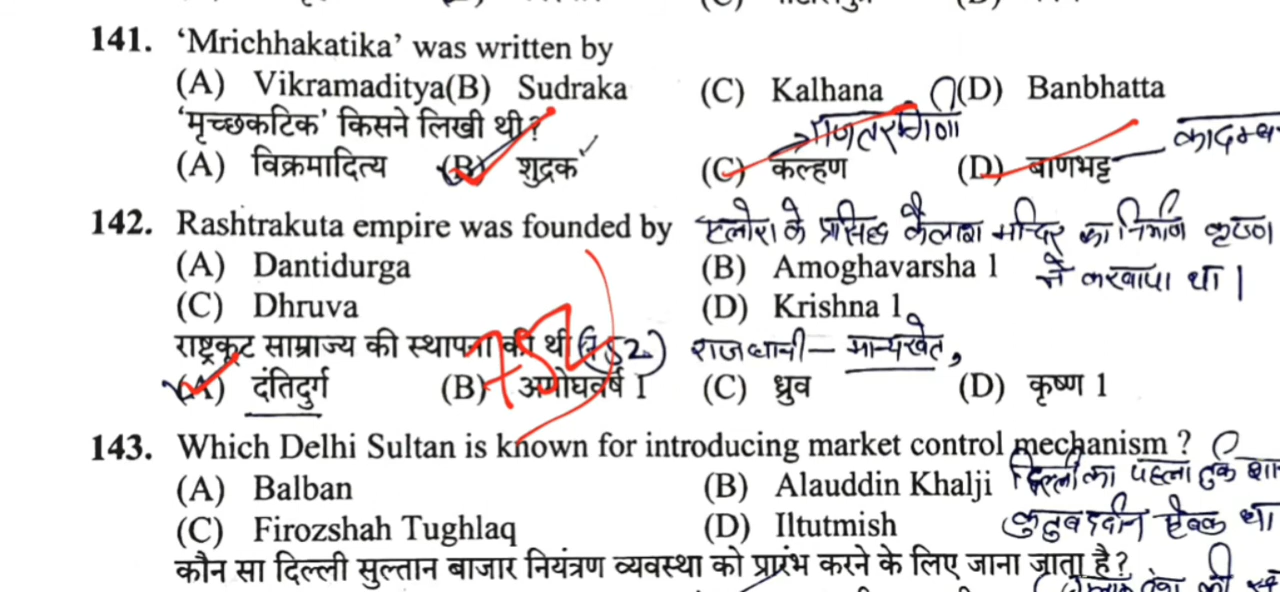 141. ‘Mrichhakatika’ was written by
(A) Vikramaditya(B) Sudraka (C) Kalhana (D) Banbhatta
‘मृच्छकटिक’ किसने लिखी थी?
कादम्ब
(A) विक्रमादित्य (B) शुद्रक (C) कल्हण (D) बाणभट्ट
142. Rashtrakuta empire was founded by
एलोरा के प्रसिद्ध कैलाश मन्दिर का निर्माण कृष्ण
(A) Dantidurga (B) Amoghavarsha 1
ने करवाया था।
(C) Dhruva (D) Krishna 1
राष्ट्रकूट साम्राज्य की स्थापना की थी (752) राजधानी – मान्यखेत,
752
(A) दंतिदुर्ग (B) अमोघवर्ष I (C) ध्रुव (D) कृष्ण 1
143. Which Delhi Sultan is known for introducing market control mechanism ?
दिल्ली का पहला तुर्क शा
(A) Balban (B) Alauddin Khalji
(C) Firozshah Tughlaq (D) Iltutmish
कुतुबद्दीन ऐबक था
कौन सा दिल्ली सुल्तान बाजार नियंत्रण व्यवस्था को प्रारंभ करने के लिए जाना जाता है?